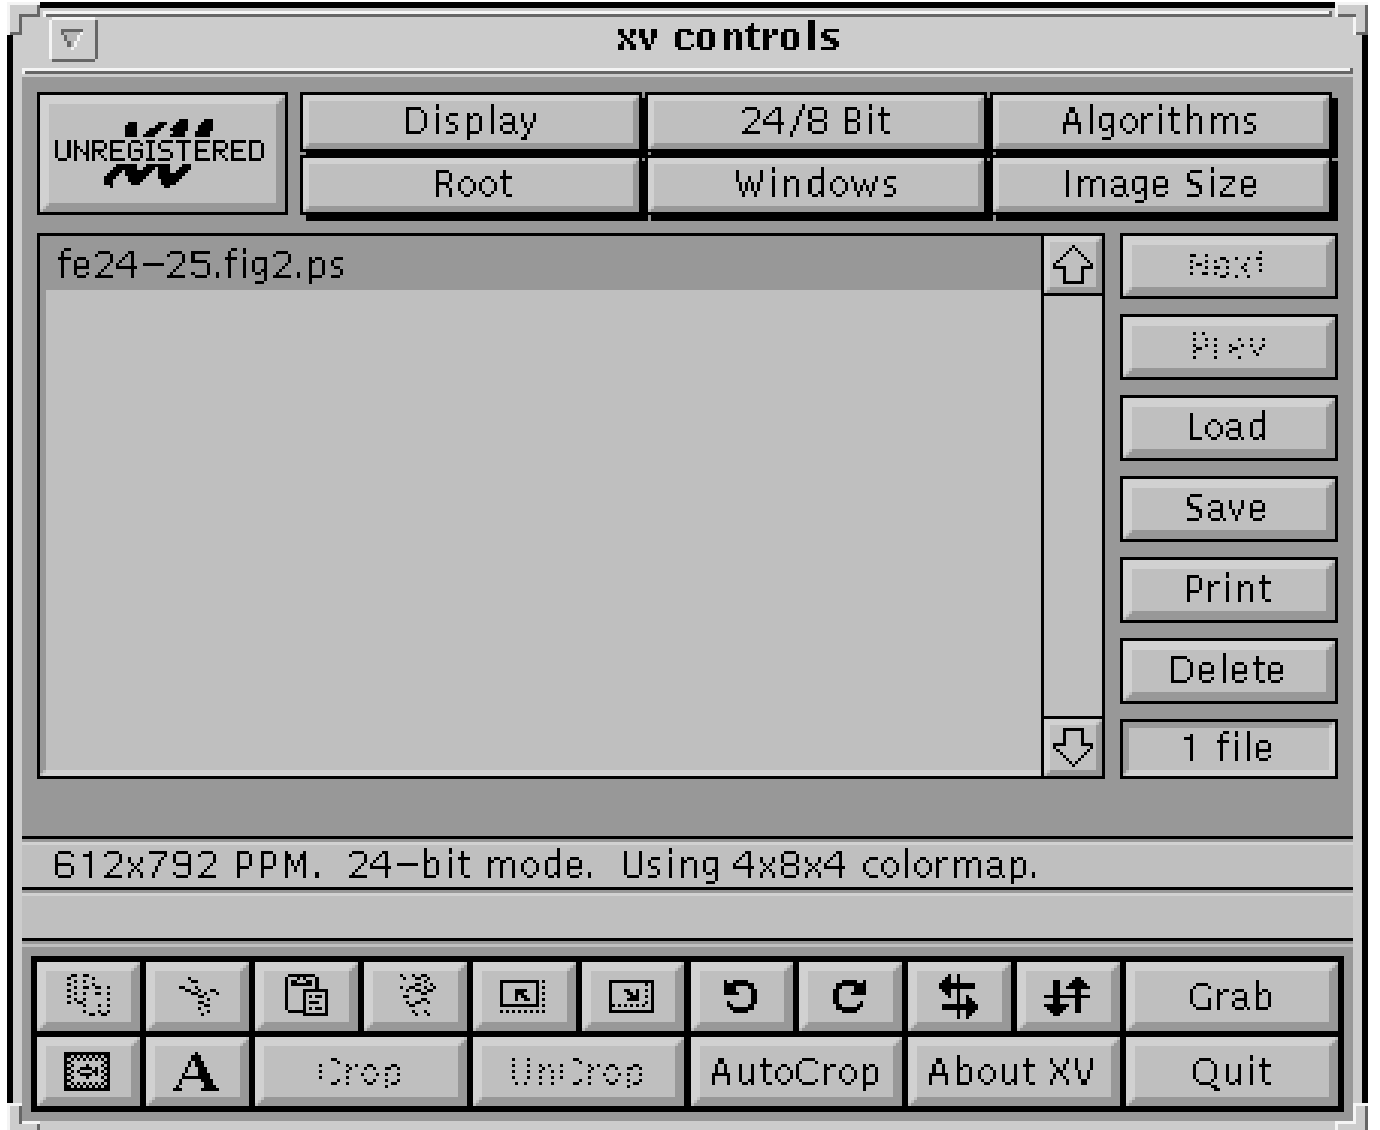 xv controls
UNREGISTERED
Display 24/8 Bit Algorithms
Root Windows Image Size
fe24-25.fig2.ps
Next
Prev
Load
Save
Print
Delete
1 file
612x792 PPM. 24-bit mode. Using 4x8x4 colormap.
Grab
A Crop UnCrop AutoCrop About XV Quit